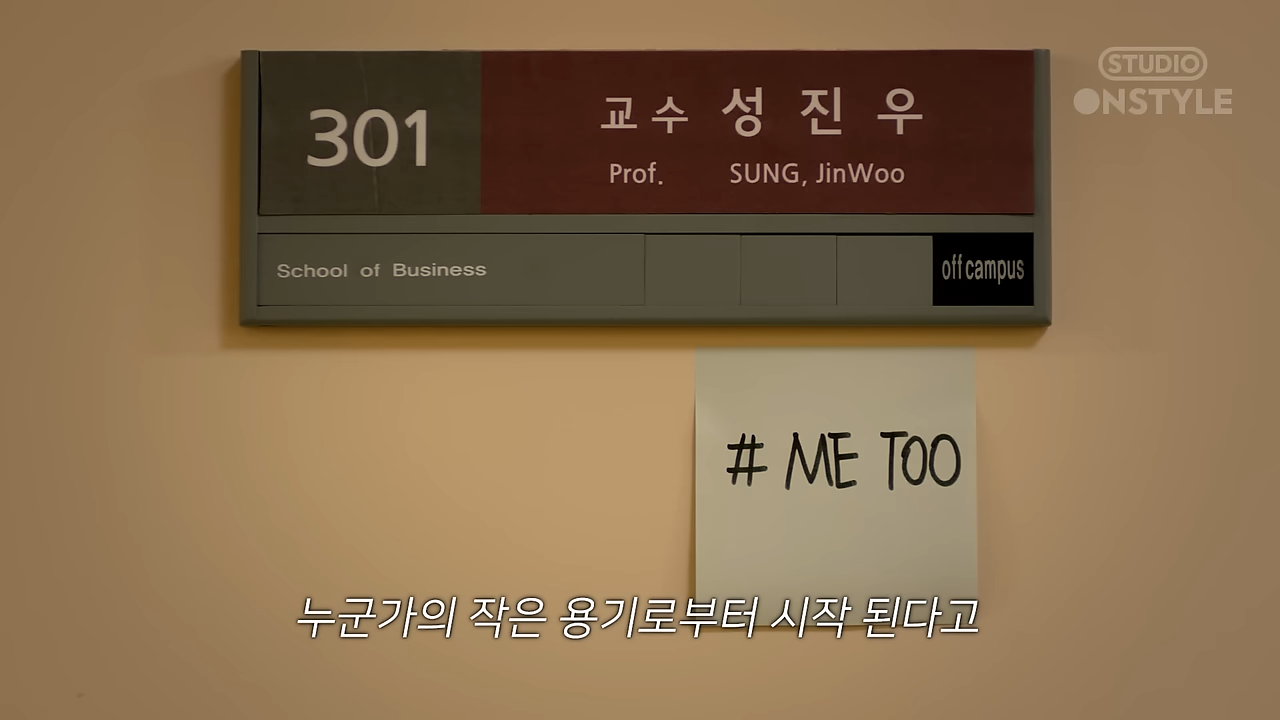 STUDIO
ONSTYLE
301
교수 성진우
Prof. SUNG, JinWoo
School of Business
off campus
# ME TOO
누군가의 작은 용기로부터 시작 된다고